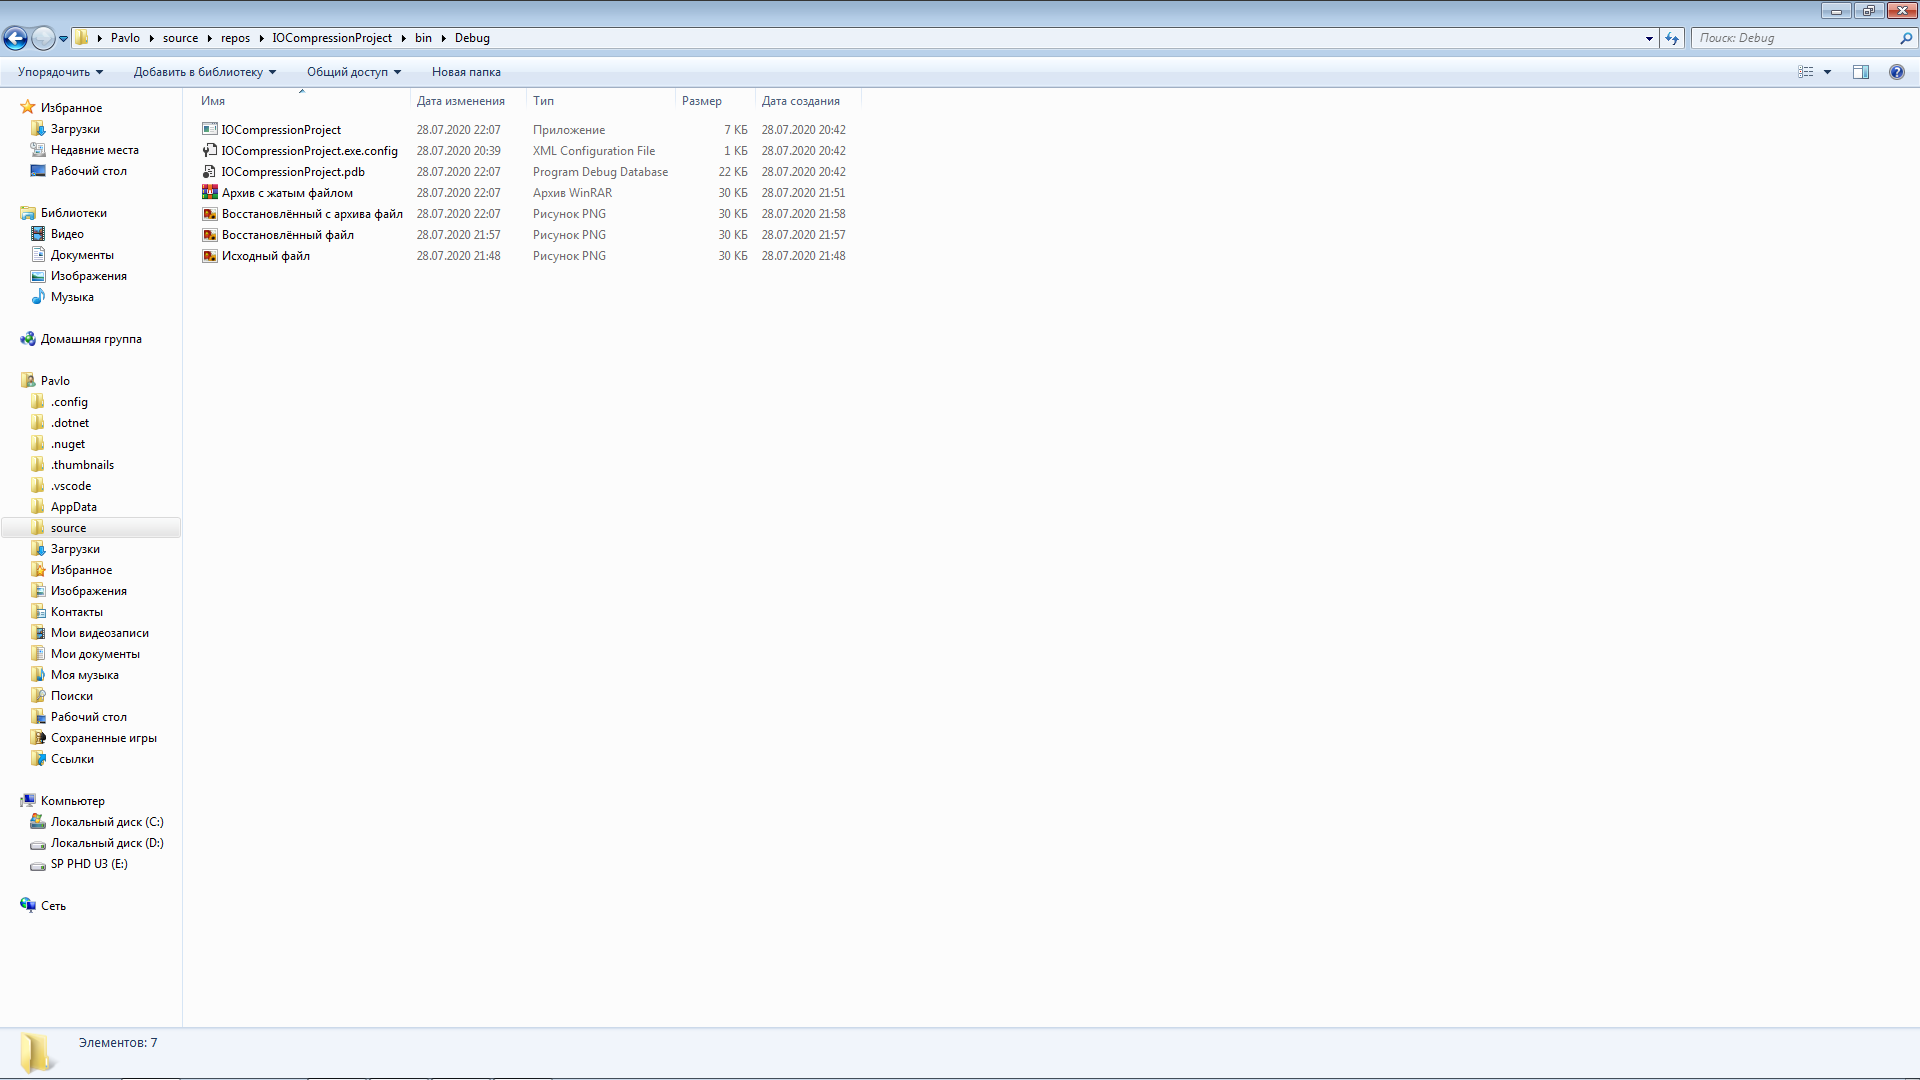 Pavlo source repos IOCompressionProject bin Debug
Поиск: Debug
Упорядочить Добавить в библиотеку Общий доступ Новая папка
Имя Дата изменения Тип Размер Дата создания
IOCompressionProject 28.07.2020 22:07 Приложение 7 КБ 28.07.2020 20:42
IOCompressionProject.exe.config 28.07.2020 20:39 XML Configuration File 1 КБ 28.07.2020 20:42
IOCompressionProject.pdb 28.07.2020 22:07 Program Debug Database 22 КБ 28.07.2020 20:42
Архив с жатым файлом 28.07.2020 22:07 Архив WinRAR 30 КБ 28.07.2020 21:51
Восстановлённый с архива файл 28.07.2020 22:07 Рисунок PNG 30 КБ 28.07.2020 21:58
Восстановлённый файл 28.07.2020 21:57 Рисунок PNG 30 КБ 28.07.2020 21:57
Исходный файл 28.07.2020 21:48 Рисунок PNG 30 КБ 28.07.2020 21:48
Избранное
Загрузки
Недавние места
Рабочий стол
Библиотеки
Видео
Документы
Изображения
Музыка
Домашняя группа
Pavlo
.config
.dotnet
.nuget
.thumbnails
.vscode
AppData
source
Загрузки
Избранное
Изображения
Контакты
Мои видеозаписи
Мои документы
Моя музыка
Поиски
Рабочий стол
Сохраненные игры
Ссылки
Компьютер
Локальный диск (C:)
Локальный диск (D:)
SP PHD U3 (E:)
Сеть
Элементов: 7